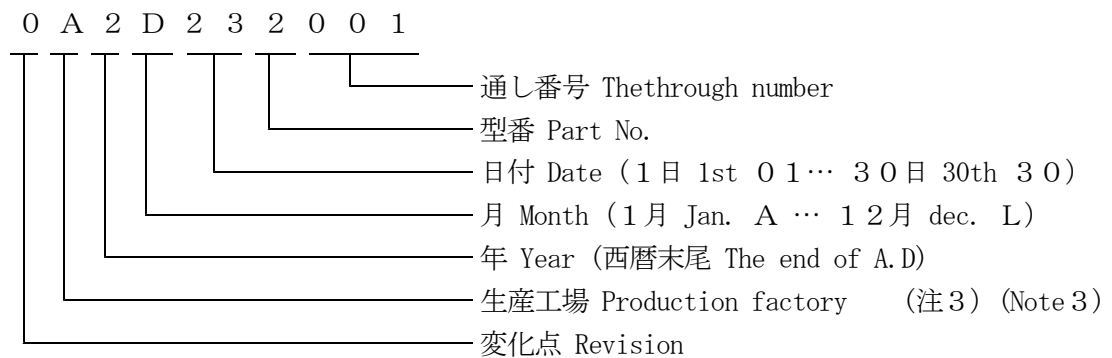 ０ Ａ ２ Ｄ ２ ３ ２ ０ ０ １
通し番号 Thethrough number
型番 Part No.
日付 Date（１日 1st ０１… ３０日 30th ３０）
月 Month（１月 Jan. Ａ … １２月 dec. Ｌ）
年 Year（西暦末尾 The end of A.D）
生産工場 Production factory （注３）(Note３)
変化点 Revision